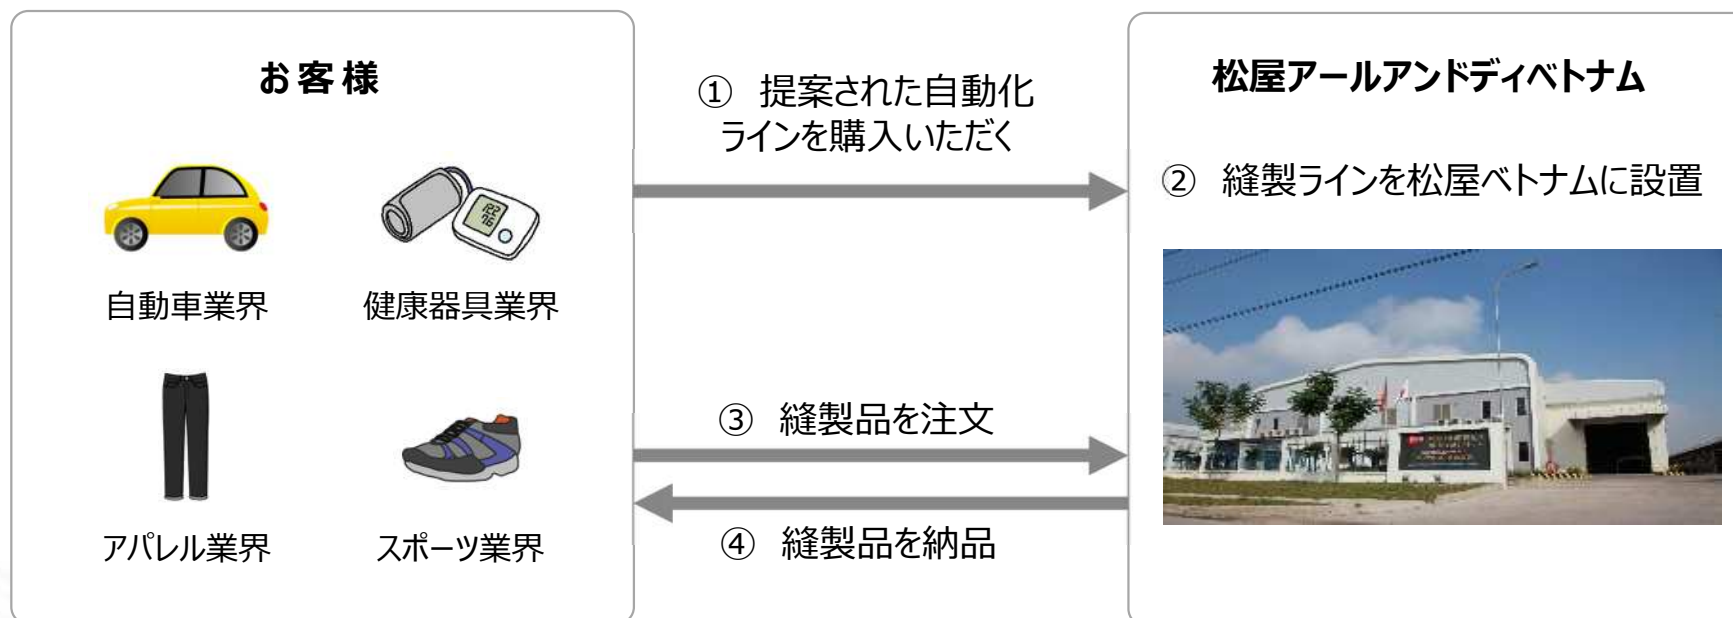 お客様
自動車業界
健康器具業界
アパレル業界
スポーツ業界
① 提案された自動化
ラインを購入いただく
③ 縫製品を注文
④ 縫製品を納品
松屋アールアンドディベトナム
② 縫製ラインを松屋ベトナムに設置